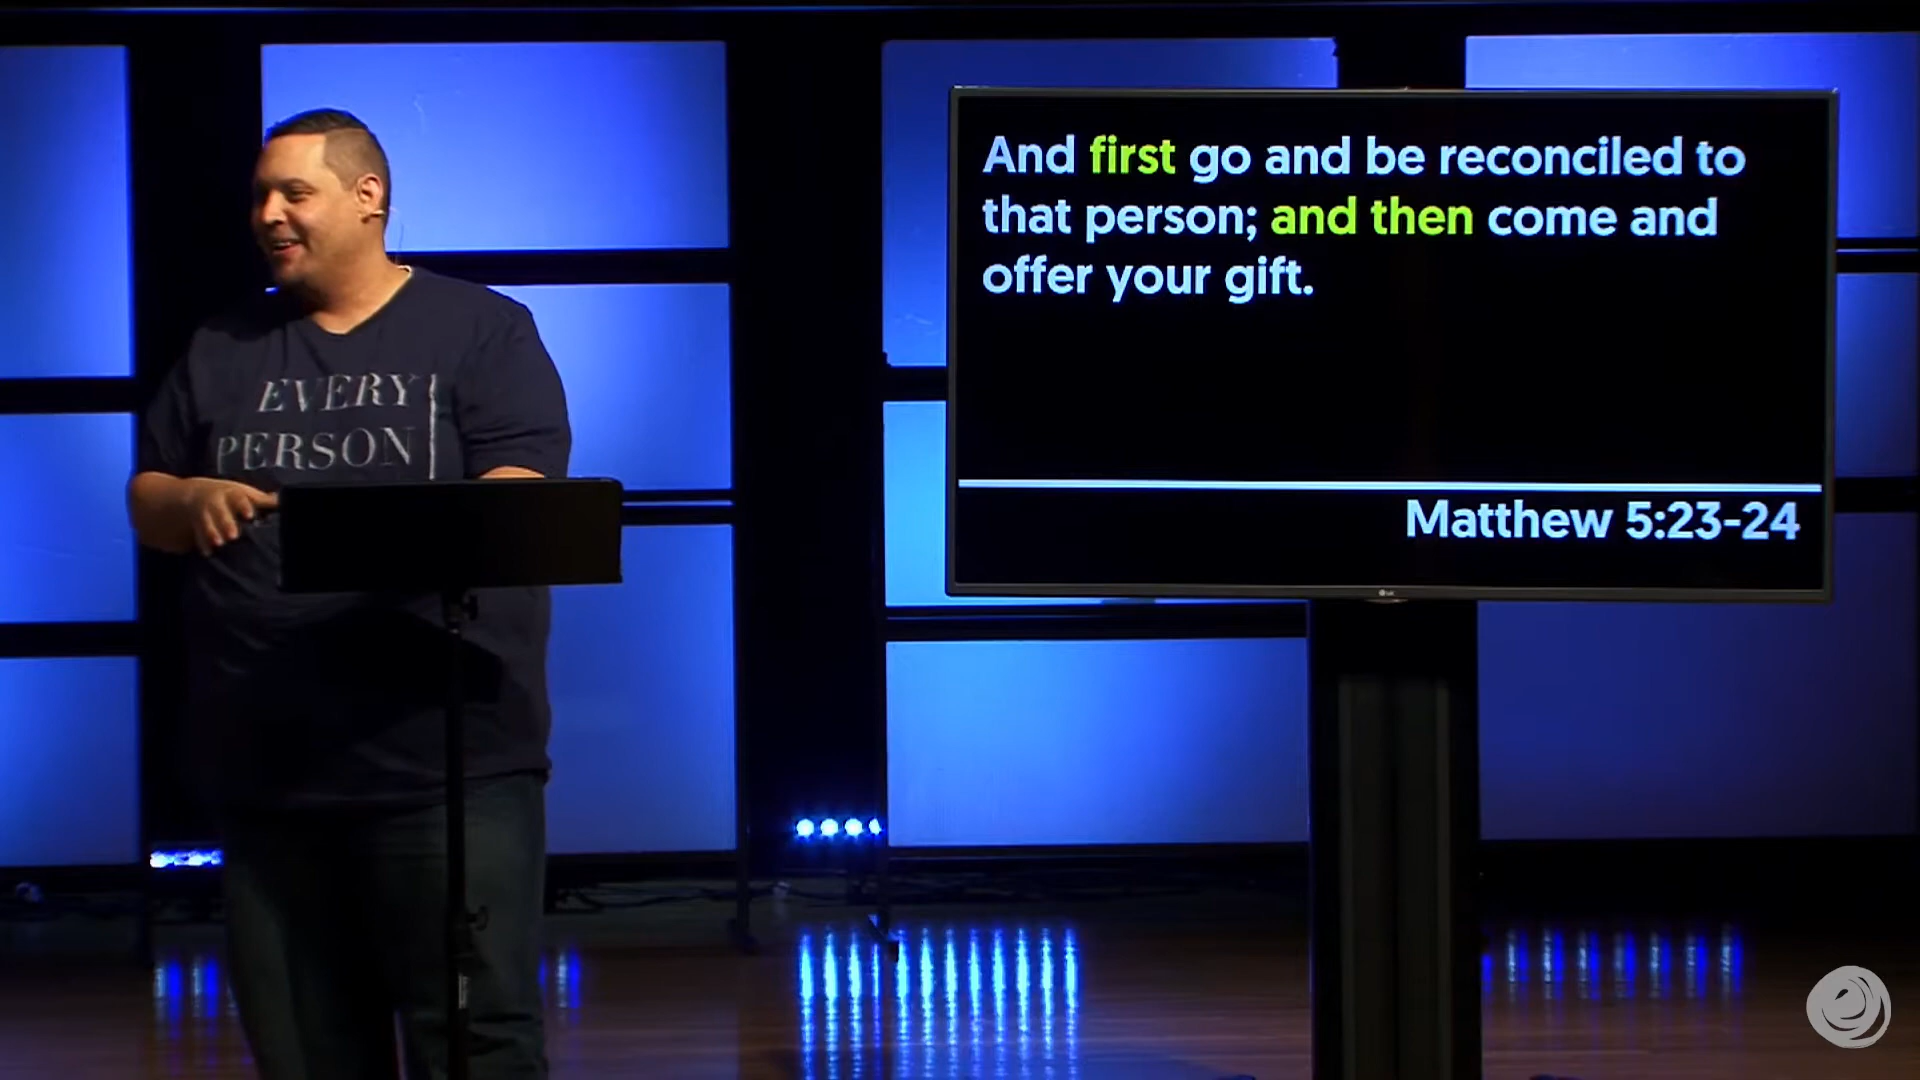 EVERY
PERSON
And first go and be reconciled to
that person; and then come and
offer your gift.
Matthew 5:23-24
LG